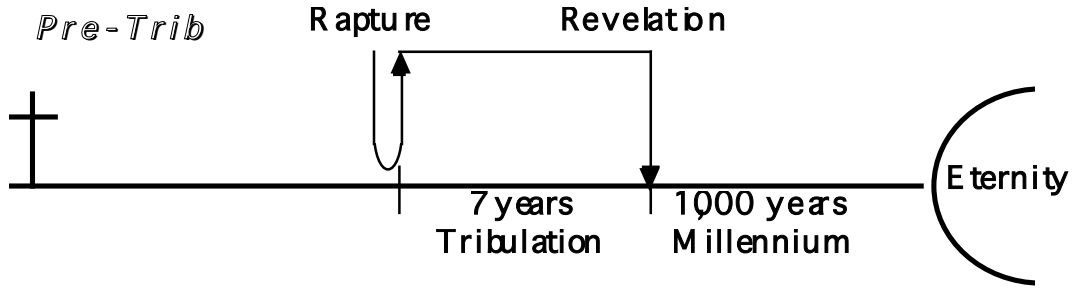 Pre-Trib
Rapture
Revelation
Eternity
7 years
Tribulation
1,000 years
Millennium